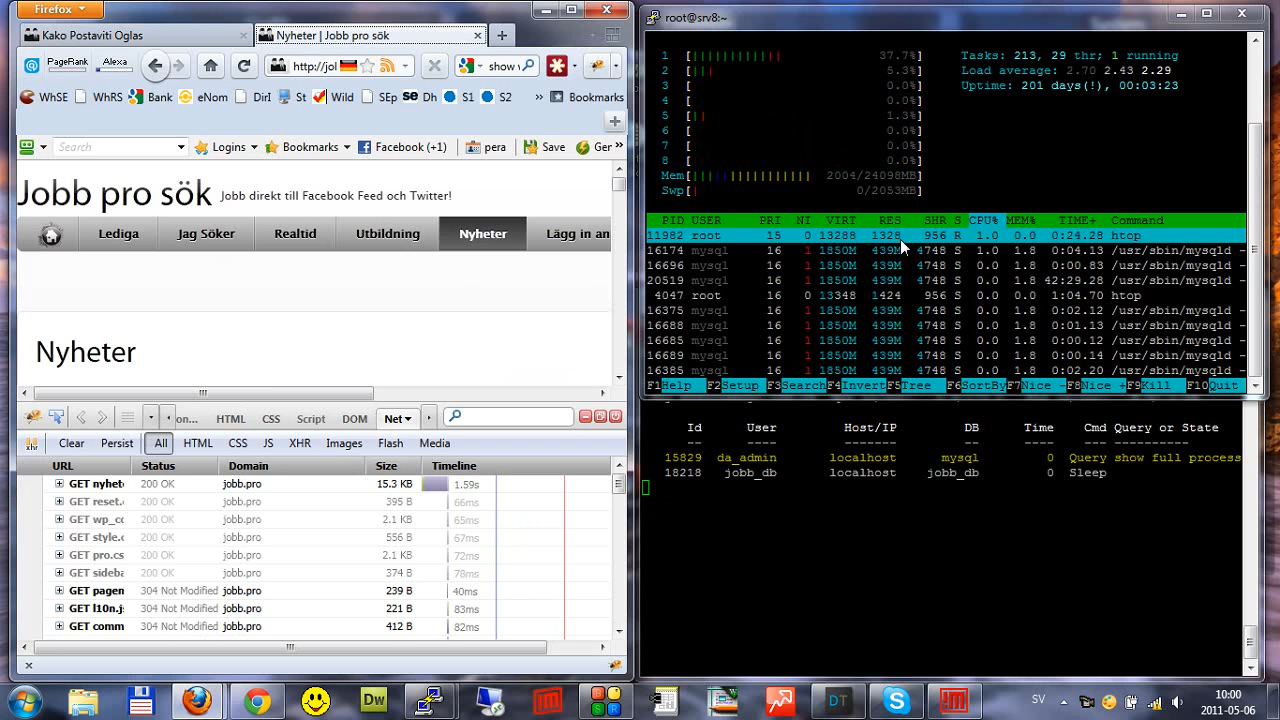 Firefox
Kako Postaviti Oglas
Nyheter | Jobb pro sök
PageRank
Alexa
http://jol
show
WhSE
WhRS
Bank
eNom
DirI
St
Wild
SEp
Dh
S1
S2
»
Bookmarks
Search
Logins
Bookmarks
Facebook (+1)
pera
Save
Ger
»
Jobb pro sök
Jobb direkt till Facebook Feed och Twitter!
Lediga
Jag Söker
Realrid
Utbildning
Nyheter
Lägg in an
Nyheter
HTML
CSS
Script
DOM
Net
Clear
Persist
All
HTML
CSS
JS
XHR
Images
Flash
Media
URL Status Domain Size Timeline
GET nyhet 200 OK jobb.pro 15.3 KB 1.59s
GET reset. 200 OK jobb.pro 395 B 66ms
GET wp_cc 200 OK jobb.pro 2.1 KB 65ms
GET style.c 200 OK jobb.pro 556 B 67ms
GET pro.cs 200 OK jobb.pro 2.1 KB 72ms
GET sideba 200 OK jobb.pro 374 B 78ms
GET pagen 304 Not Modified jobb.pro 239 B 40ms
GET l10n.js 304 Not Modified jobb.pro 221 B 83ms
GET comm 304 Not Modified jobb.pro 412 B 82ms
root@srv8:~
1 [ 37.7%]
2 [ 5.3%]
3 [ 0.0%]
4 [ 0.0%]
5 [ 1.3%]
6 [ 0.0%]
7 [ 0.0%]
8 [ 0.0%]
Mem[ 2004/24098MB]
Swp[ 0/2053MB]
Tasks: 213, 29 thr; 1 running
Load average: 2.70 2.43 2.29
Uptime: 201 days(!), 00:03:23
PID USER PRI NI VIRT RES SHR S CPU% MEM% TIME+ Command
11982 root 15 0 13288 1328 956 R 1.0 0.0 0:24.28 htop
16174 mysql 16 1 1850M 439M 4748 S 1.0 1.8 0:04.13 /usr/sbin/mysqld -
16696 mysql 16 1 1850M 439M 4748 S 0.0 1.8 0:00.83 /usr/sbin/mysqld -
20519 mysql 16 1 1850M 439M 4748 S 0.0 1.8 42:29.28 /usr/sbin/mysqld -
4047 root 16 0 13348 1424 956 S 0.0 0.0 1:04.70 htop
16375 mysql 16 1 1850M 439M 4748 S 0.0 1.8 0:02.12 /usr/sbin/mysqld -
16688 mysql 16 1 1850M 439M 4748 S 0.0 1.8 0:01.13 /usr/sbin/mysqld -
16685 mysql 16 1 1850M 439M 4748 S 0.0 1.8 0:02.12 /usr/sbin/mysqld -
16689 mysql 16 1 1850M 439M 4748 S 0.0 1.8 0:00.14 /usr/sbin/mysqld -
16385 mysql 16 1 1850M 439M 4748 S 0.0 1.8 0:02.20 /usr/sbin/mysqld -
F1Help F2Setup F3SearchF4InvertF5Tree F6SortByF7Nice -F8Nice +F9Kill F10Quit
Id User Host/IP DB Time Cmd Query or State
-- ---- ------- -- ---- --- ----------
15829 da_admin localhost mysql 0 Query show full process
18218 jobb_db localhost jobb_db 0 Sleep
Dw
DT
SV
10:00
2011-05-06